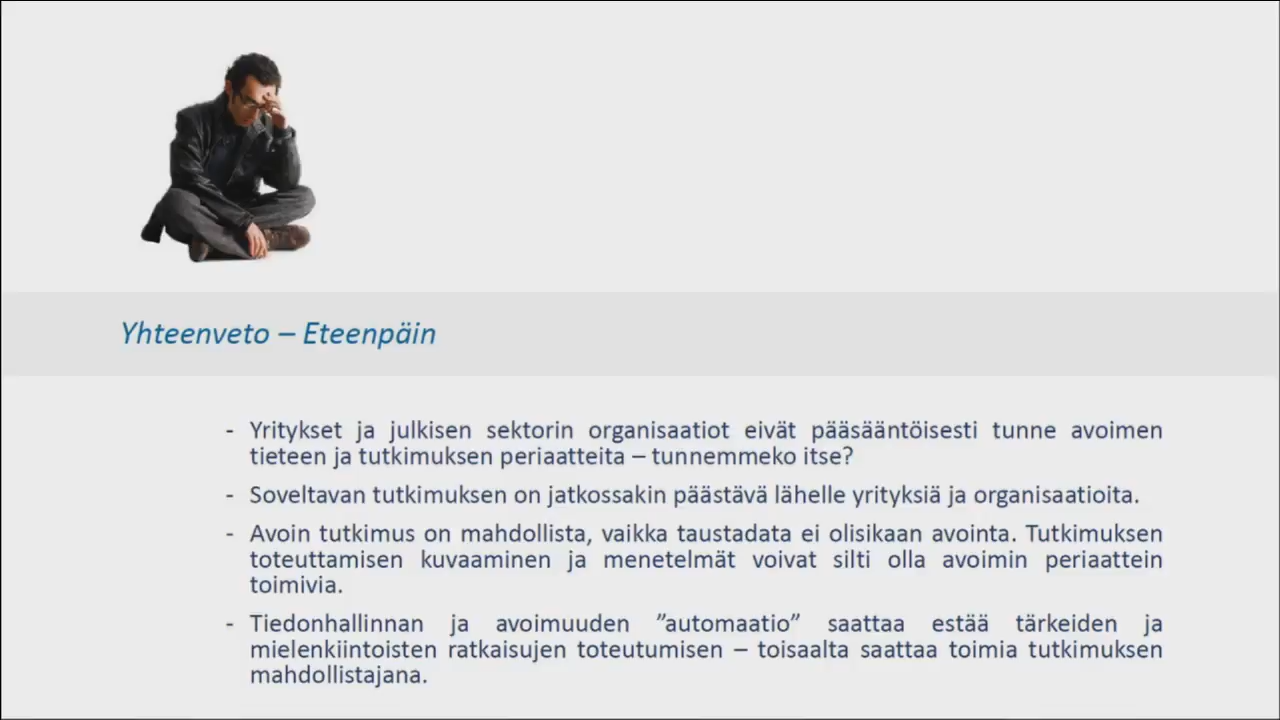 Yhteenveto – Eteenpäin
- Yritykset ja julkisen sektorin organisaatiot eivät pääsääntöisesti tunne avoimen
tieteen ja tutkimuksen periaatteita – tunnemmeko itse?
- Soveltavan tutkimuksen on jatkossakin päästävä lähelle yrityksiä ja organisaatioita.
- Avoin tutkimus on mahdollista, vaikka taustadata ei olisikaan avointa. Tutkimuksen
toteuttamisen kuvaaminen ja menetelmät voivat silti olla avoimin periaattein
toimivia.
- Tiedonhallinnan ja avoimuuden ”automaatio” saattaa estää tärkeiden ja
mielenkiintoisten ratkaisujen toteutumisen – toisaalta saattaa toimia tutkimuksen
mahdollistajana.